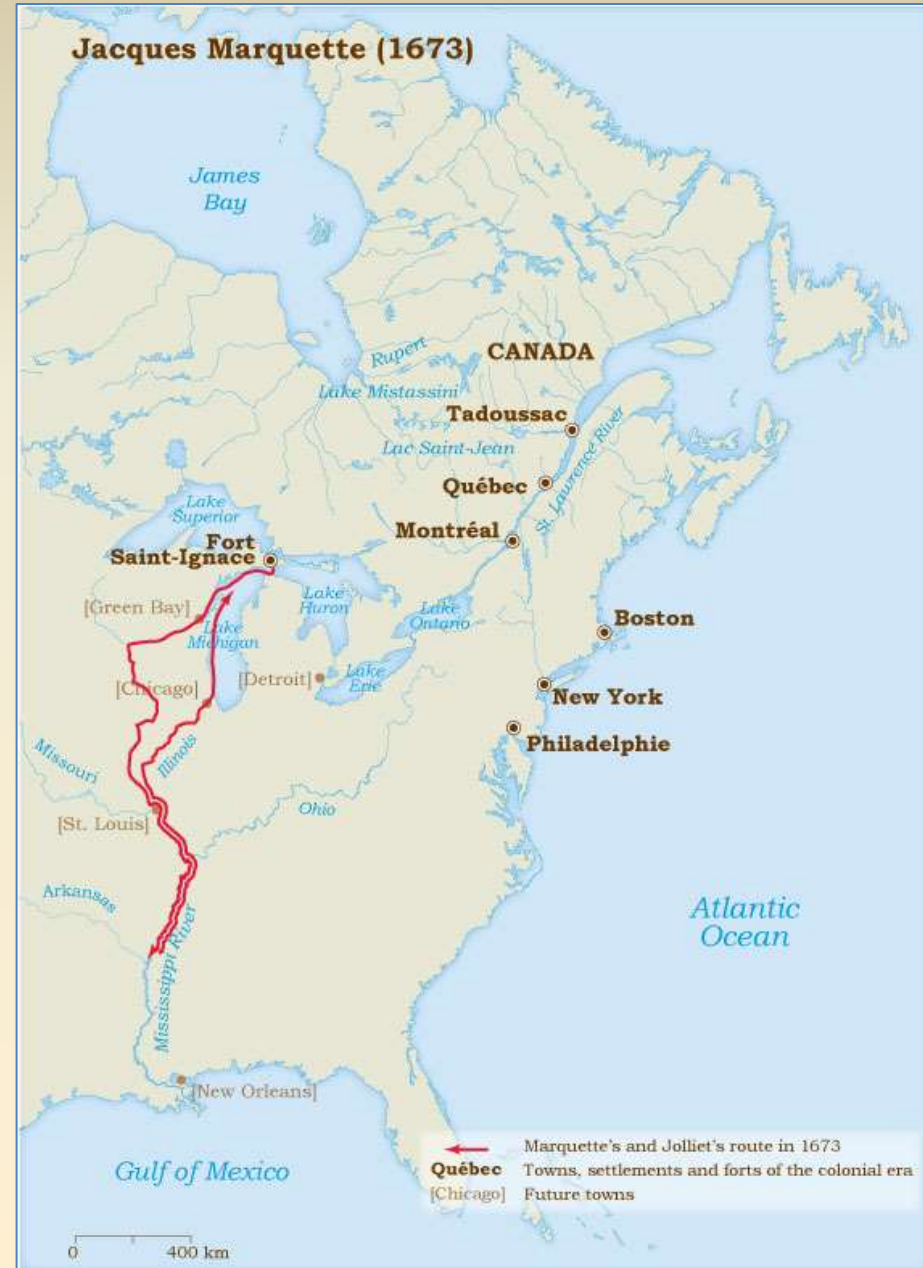 Jacques Marquette (1673)
James
Bay
Rupert
CANADA
Lake Mistassini
Tadoussac
Lac Saint-Jean
St. Lawrence River
Québec
Lake
Superior
Montréal
Fort
Saint-Ignace
Lake
Huron
[Green Bay]
Lake
Ontario
Boston
Lake
Michigan
[Chicago]
[Detroit]
Lake
Erie
New York
Philadelphie
Missouri
Illinois
[St. Louis]
Ohio
Arkansas
Atlantic
Ocean
Mississippi River
[New Orleans]
Gulf of Mexico
Marquette's and Jolliet's route in 1673
Québec Towns, settlements and forts of the colonial era
[Chicago] Future towns
0 400 km